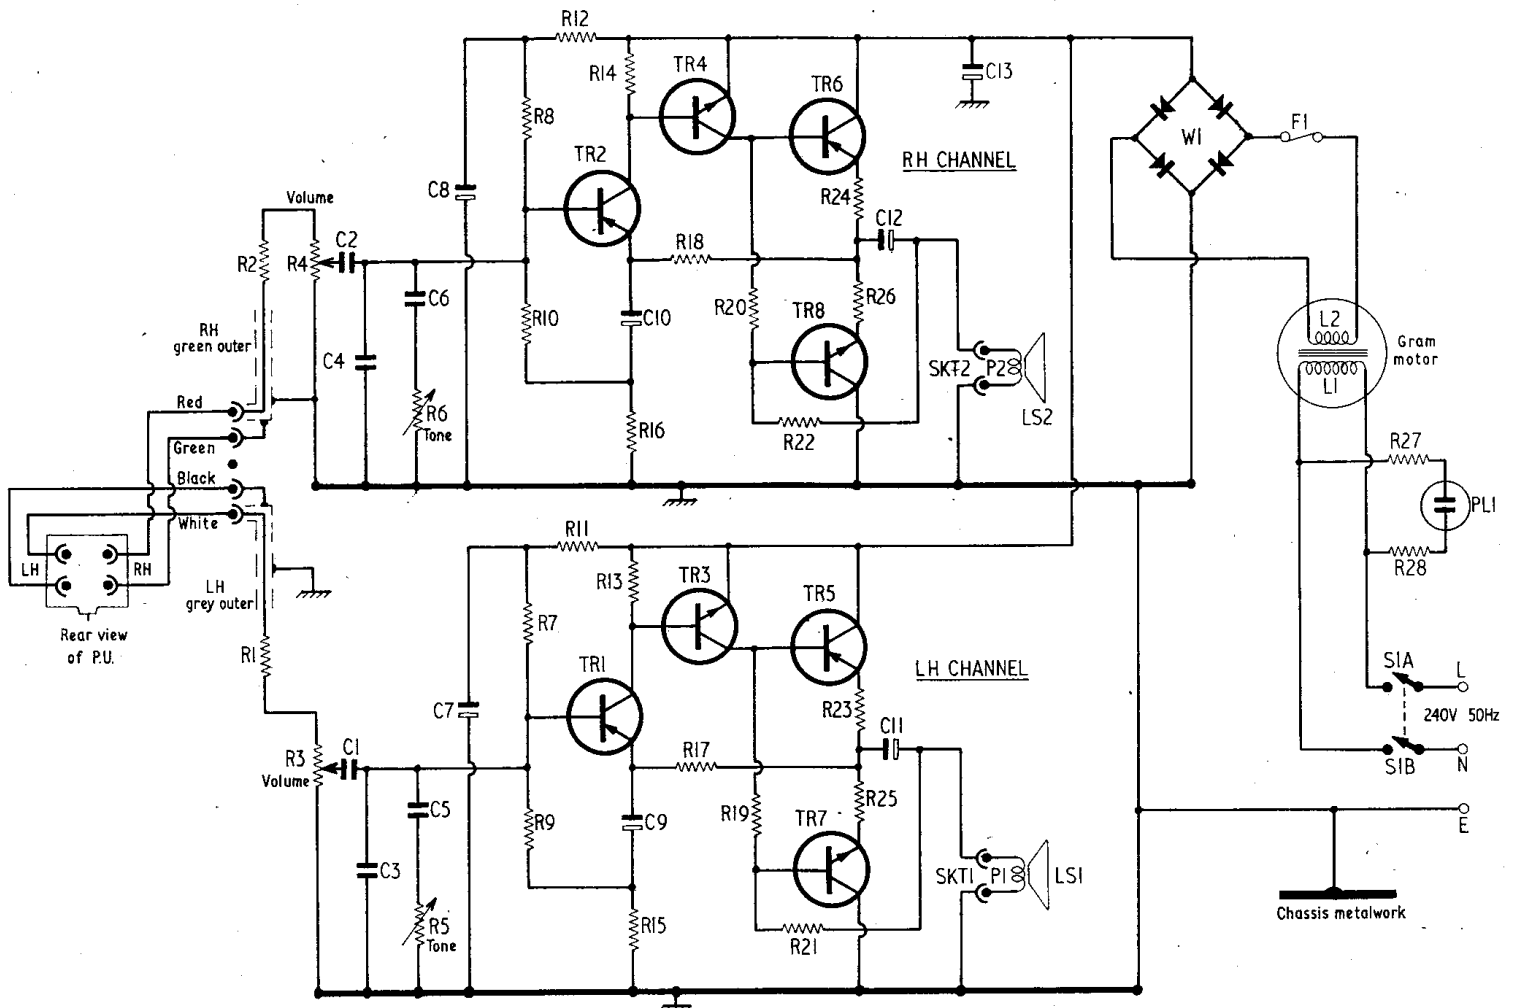 R12
R14
TR4
TR6
C13
R8
TR2
W1
F1
RH CHANNEL
C8
R24
Volume
C2
R2
R4
C12
R18
C6
R20
R26
TR8
R10
C10
C4
RH
green outer
L2
Gram
motor
L1
SKT2
P2
LS2
Red
R6
Tone
R16
R22
Green
R27
Black
White
PL1
R11
R28
LH
RH
R13
TR3
TR5
LH
grey outer
R7
Rear view
of P.U.
R1
TR1
LH CHANNEL
S1A
L
C7
R23
240V 50Hz
C11
R3
Volume
C1
R17
S1B
N
C5
R25
R9
C9
R19
TR7
E
C3
SKT1
P1
LS1
R5
Tone
R15
R21
Chassis metalwork